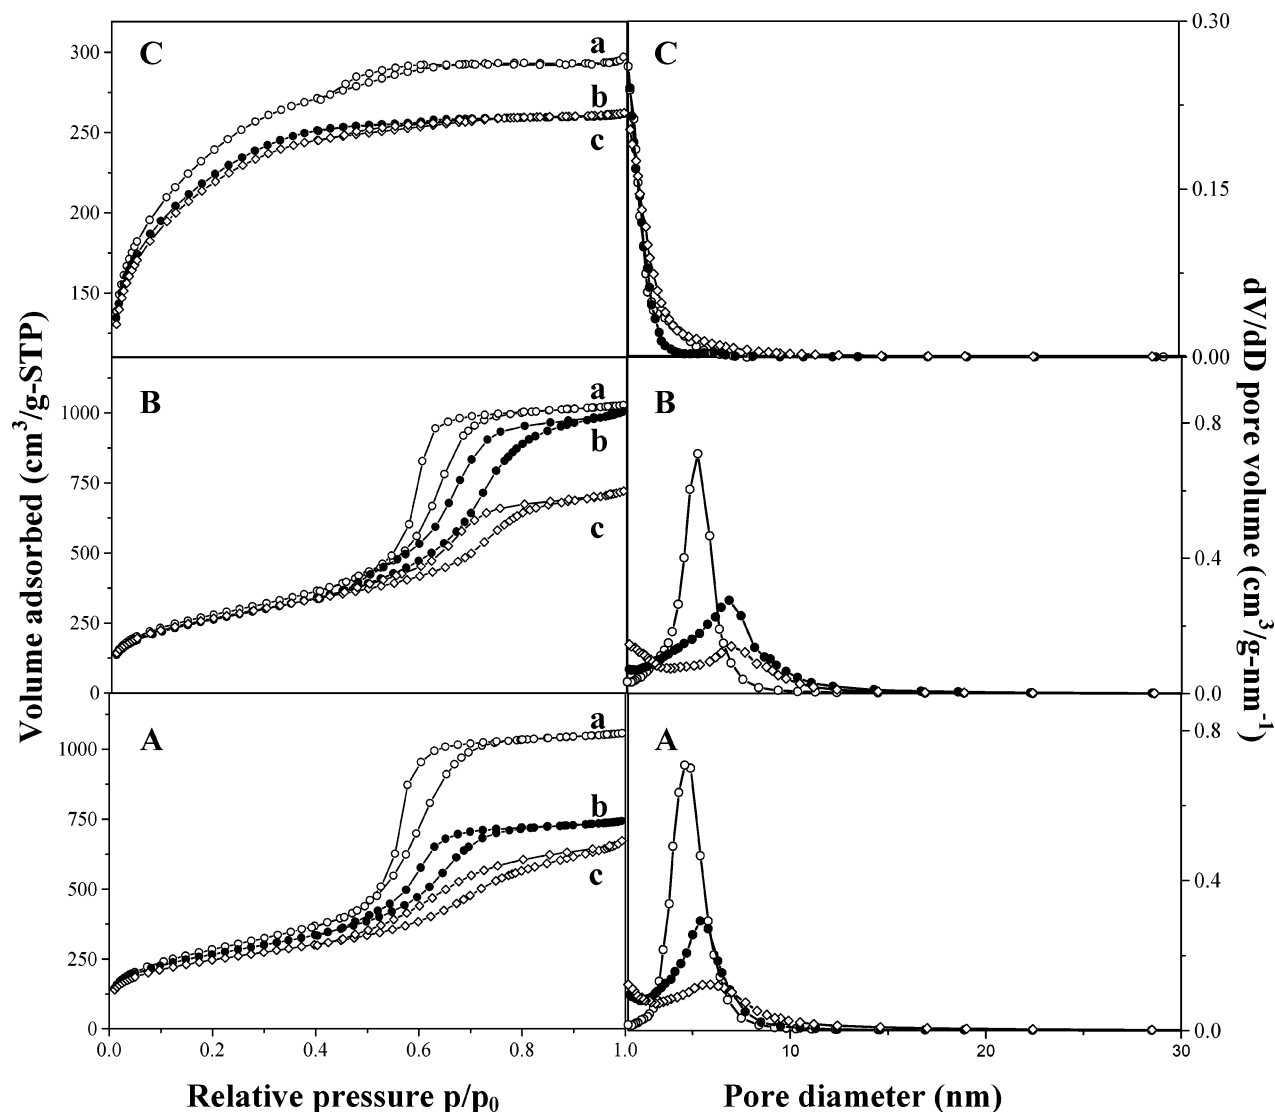 C
a
b
c
300
250
200
150
C
0.30
0.15
0.00
B
a
b
c
1000
750
500
250
0
B
0.8
0.4
0.0
A
a
b
c
1000
750
500
250
0
A
0.8
0.4
0.0
0.0 0.2 0.4 0.6 0.8 1.0
10 20 30
Volume adsorbed (cm³/g-STP)
dV/dD pore volume (cm³/g-nm⁻¹)
Relative pressure p/p₀
Pore diameter (nm)